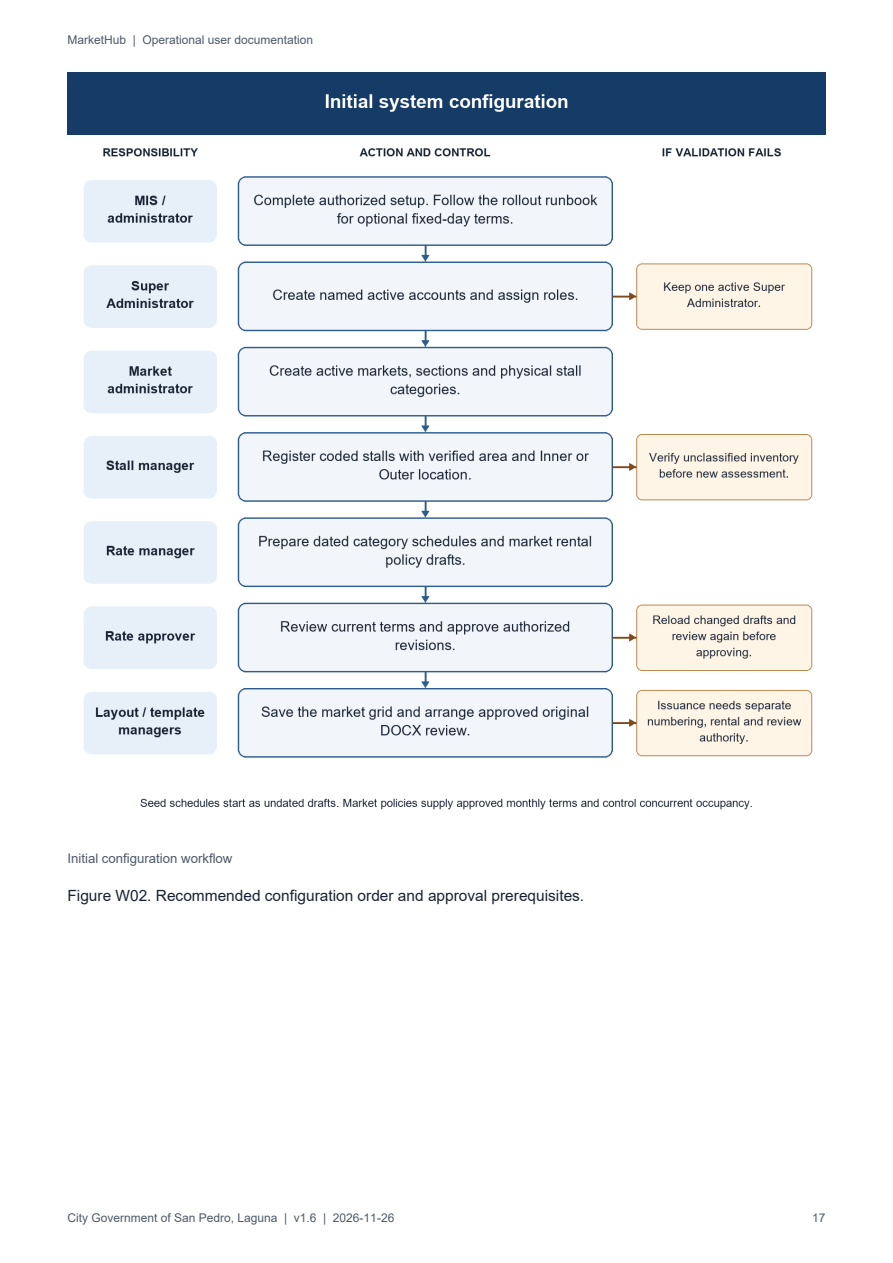 MarketHub | Operational user documentation
Initial system configuration
RESPONSIBILITY
ACTION AND CONTROL
IF VALIDATION FAILS
MIS /
administrator
Complete authorized setup. Follow the rollout runbook
for optional fixed-day terms.
Super
Administrator
Create named active accounts and assign roles.
Keep one active Super
Administrator.
Market
administrator
Create active markets, sections and physical stall
categories.
Stall manager
Register coded stalls with verified area and Inner or
Outer location.
Verify unclassified inventory
before new assessment.
Rate manager
Prepare dated category schedules and market rental
policy drafts.
Rate approver
Review current terms and approve authorized
revisions.
Reload changed drafts and
review again before
approving.
Layout / template
managers
Save the market grid and arrange approved original
DOCX review.
Issuance needs separate
numbering, rental and review
authority.
Seed schedules start as undated drafts. Market policies supply approved monthly terms and control concurrent occupancy.
Initial configuration workflow
Figure W02. Recommended configuration order and approval prerequisites.
City Government of San Pedro, Laguna | v1.6 | 2026-11-26
17